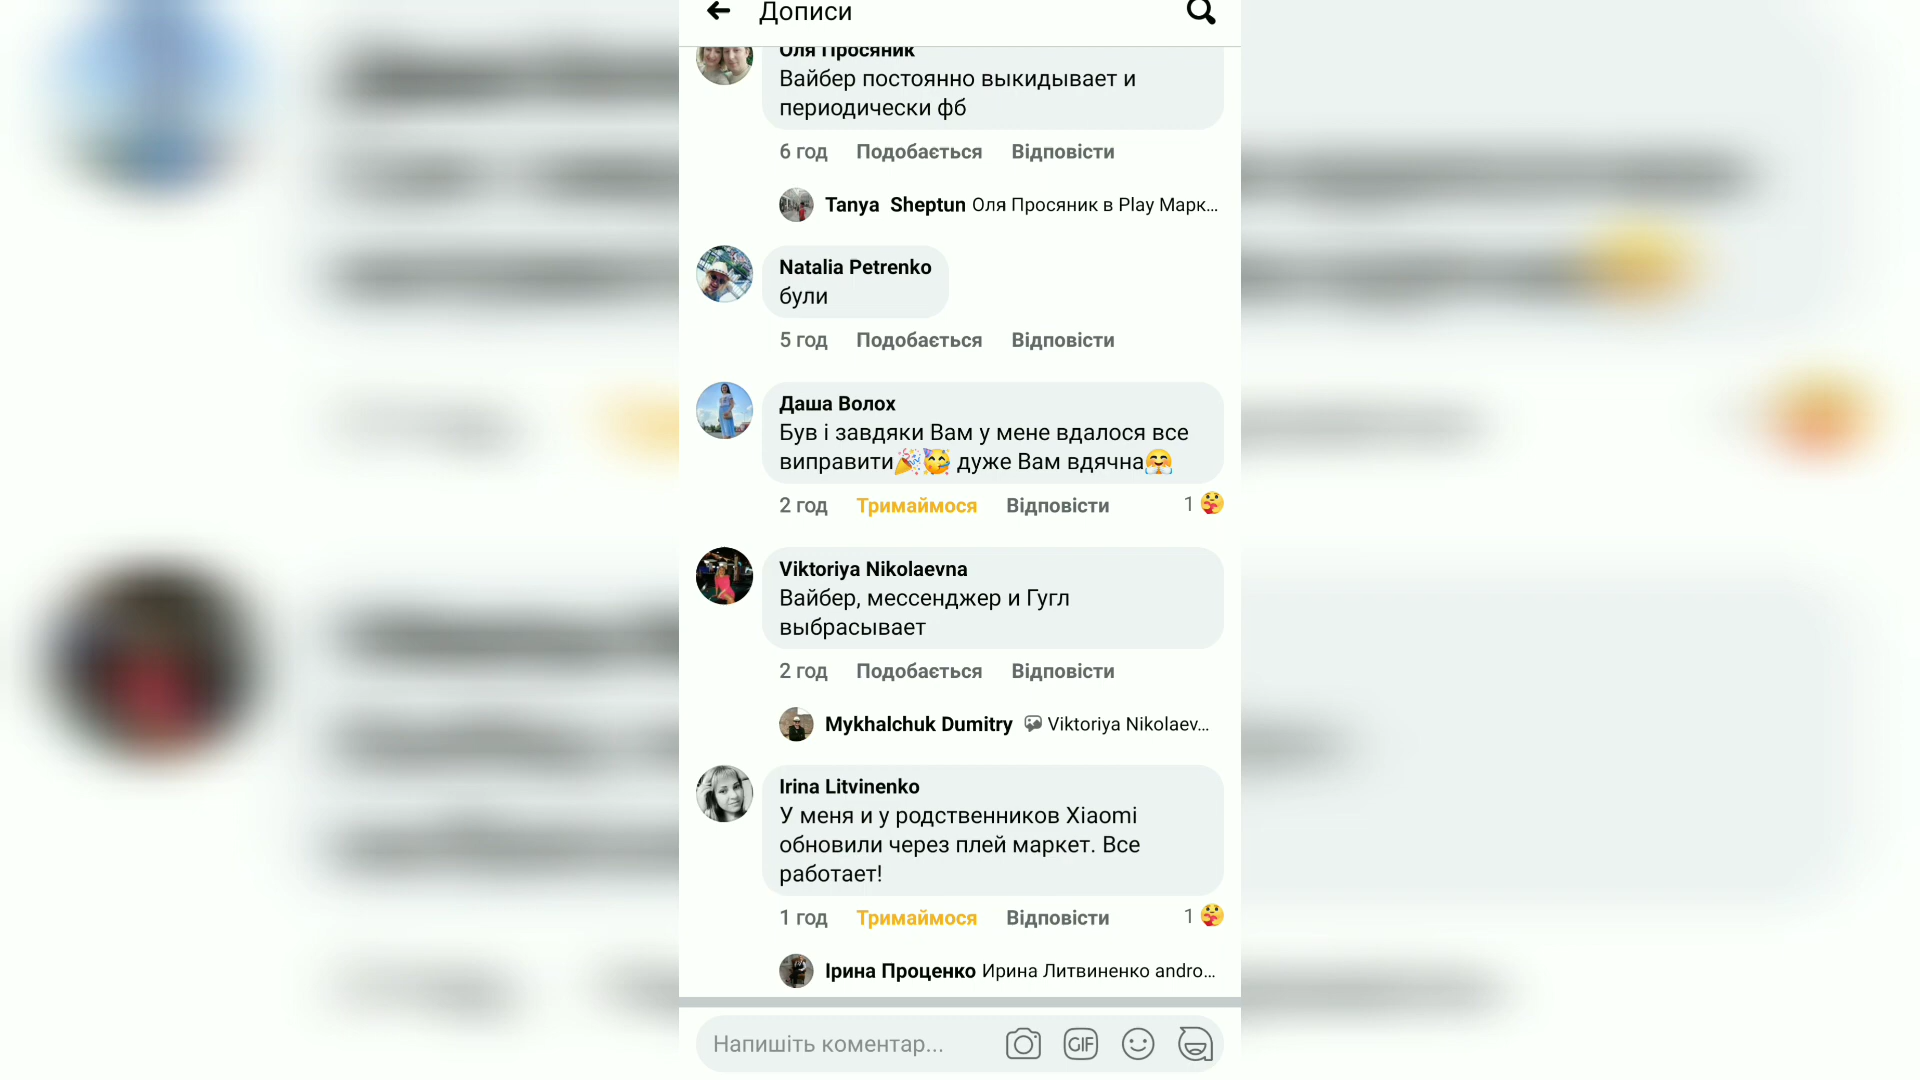 Дописи
Оля Просяник
Вайбер постоянно выкидывает и
периодически фб
6 год Подобається Відповісти
Tanya Sheptun Оля Просяник в Play Марк...
Natalia Petrenko
були
5 год Подобається Відповісти
Даша Волох
Був і завдяки Вам у мене вдалося все
виправити🎉🥳 дуже Вам вдячна🤗
2 год Тримаймося Відповісти 1
Viktoriya Nikolaevna
Вайбер, мессенджер и Гугл
выбрасывает
2 год Подобається Відповісти
Mykhalchuk Dumitry Viktoriya Nikolaev...
Irina Litvinenko
У меня и у родственников Xiaomi
обновили через плей маркет. Все
работает!
1 год Тримаймося Відповісти 1
Ірина Проценко Ирина Литвиненко andro...
Напишіть коментар...
GIF